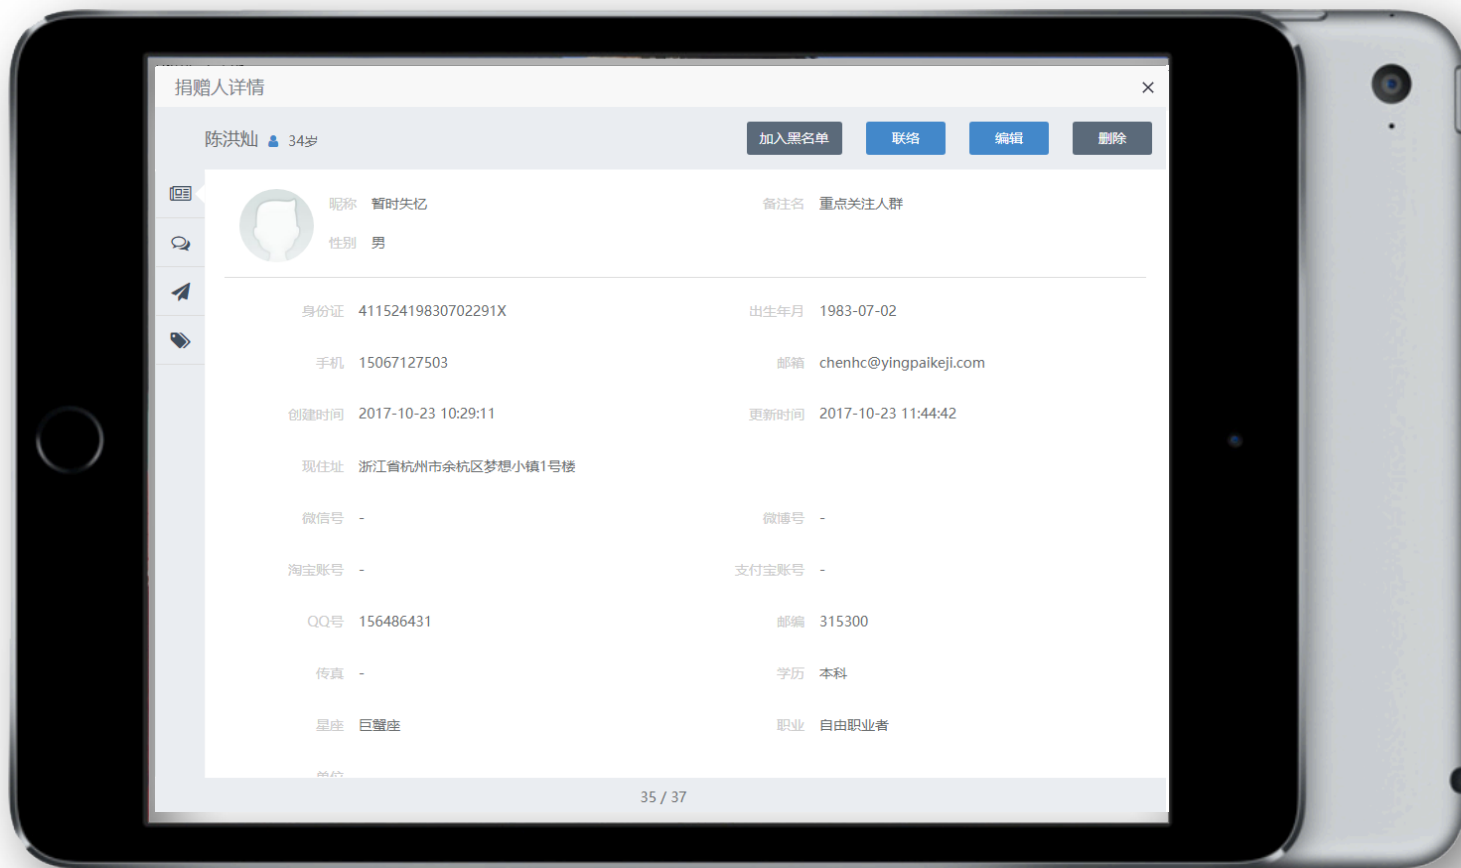 捐赠人详情 ×
陈洪灿 34岁 加入黑名单 联络 编辑 删除
昵称 暂时失忆 备注名 重点关注人群
性别 男
身份证 41152419830702291X 出生年月 1983-07-02
手机 15067127503 邮箱 chenhc@yingpaikeji.com
创建时间 2017-10-23 10:29:11 更新时间 2017-10-23 11:44:42
现住址 浙江省杭州市余杭区梦想小镇1号楼
微信号 - 微博号 -
淘宝账号 - 支付宝账号 -
QQ号 156486431 邮编 315300
传真 - 学历 本科
星座 巨蟹座 职业 自由职业者
35 / 37